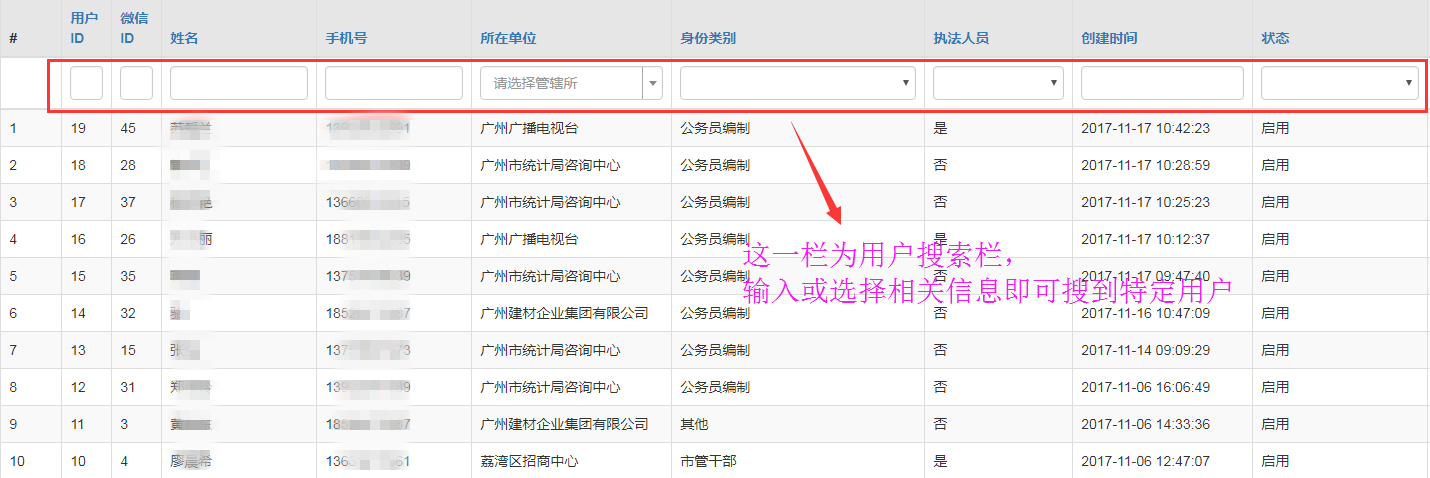 # 用户ID 微信ID 姓名 手机号 所在单位 身份类别 执法人员 创建时间 状态
请选择管辖所
1 19 45 广州广播电视台 公务员编制 是 2017-11-17 10:42:23 启用
2 18 28 广州市统计局咨询中心 公务员编制 否 2017-11-17 10:28:59 启用
3 17 37 广州市统计局咨询中心 公务员编制 否 2017-11-17 10:25:23 启用
4 16 26 丽 广州广播电视台 公务员编制 是 2017-11-17 10:12:37 启用
这一栏为用户搜索栏，
5 15 35 广州市统计局咨询中心 公务员编制 否 2017-11-17 09:47:40 启用
输入或选择相关信息即可搜到特定用户
6 14 32 广州建材企业集团有限公司 公务员编制 否 2017-11-16 10:47:09 启用
7 13 15 张 广州市统计局咨询中心 公务员编制 否 2017-11-14 09:09:29 启用
8 12 31 郑 广州市统计局咨询中心 公务员编制 否 2017-11-06 16:06:49 启用
9 11 3 广州建材企业集团有限公司 其他 否 2017-11-06 14:33:36 启用
10 10 4 荔湾区招商中心 市管干部 是 2017-11-06 12:47:07 启用